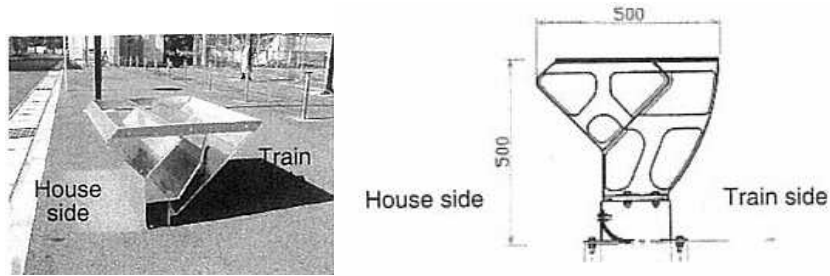 House
side
Train
500
500
House side
Train side